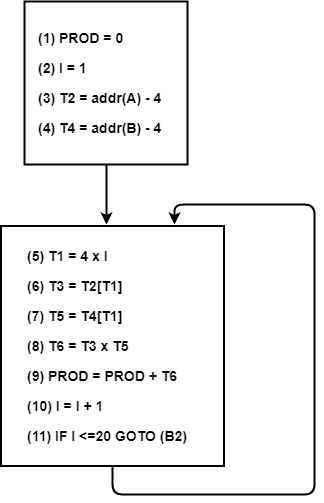 (1) PROD = 0
(2) I = 1
(3) T2 = addr(A) - 4
(4) T4 = addr(B) - 4
(5) T1 = 4 x I
(6) T3 = T2[T1]
(7) T5 = T4[T1]
(8) T6 = T3 x T5
(9) PROD = PROD + T6
(10) I = I + 1
(11) IF I <=20 GOTO (B2)